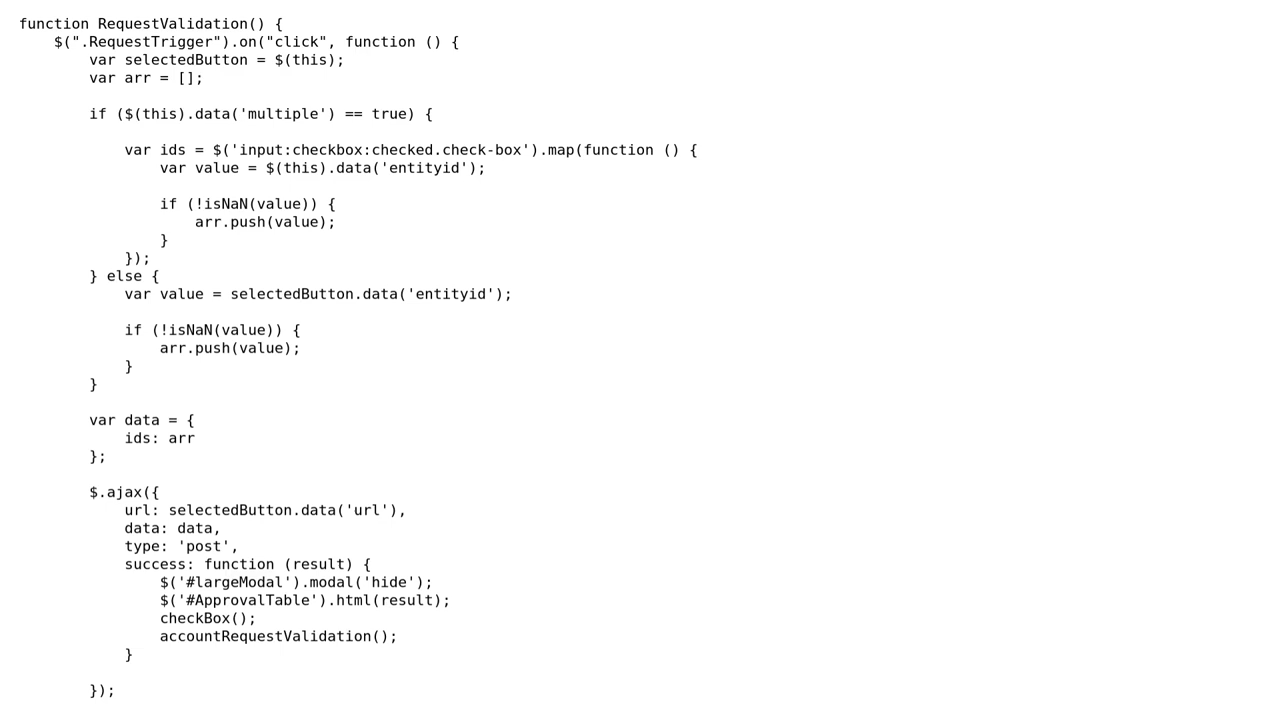 function RequestValidation() {
    $(".RequestTrigger").on("click", function () {
        var selectedButton = $(this);
        var arr = [];

        if ($(this).data('multiple') == true) {

            var ids = $('input:checkbox:checked.check-box').map(function () {
                var value = $(this).data('entityid');

                if (!isNaN(value)) {
                    arr.push(value);
                }
            });
        } else {
            var value = selectedButton.data('entityid');

            if (!isNaN(value)) {
                arr.push(value);
            }
        }

        var data = {
            ids: arr
        };

        $.ajax({
            url: selectedButton.data('url'),
            data: data,
            type: 'post',
            success: function (result) {
                $('#largeModal').modal('hide');
                $('#ApprovalTable').html(result);
                checkBox();
                accountRequestValidation();
            }

        });